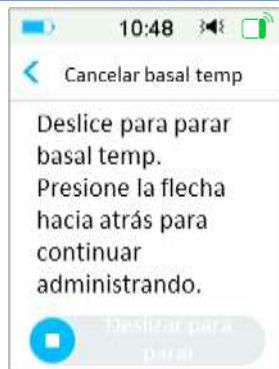 10:48
Cancelar basal temp
Deslice para parar
basal temp.
Presione la flecha
hacia atrás para
continuar
administrando.
Deslizar para
parar